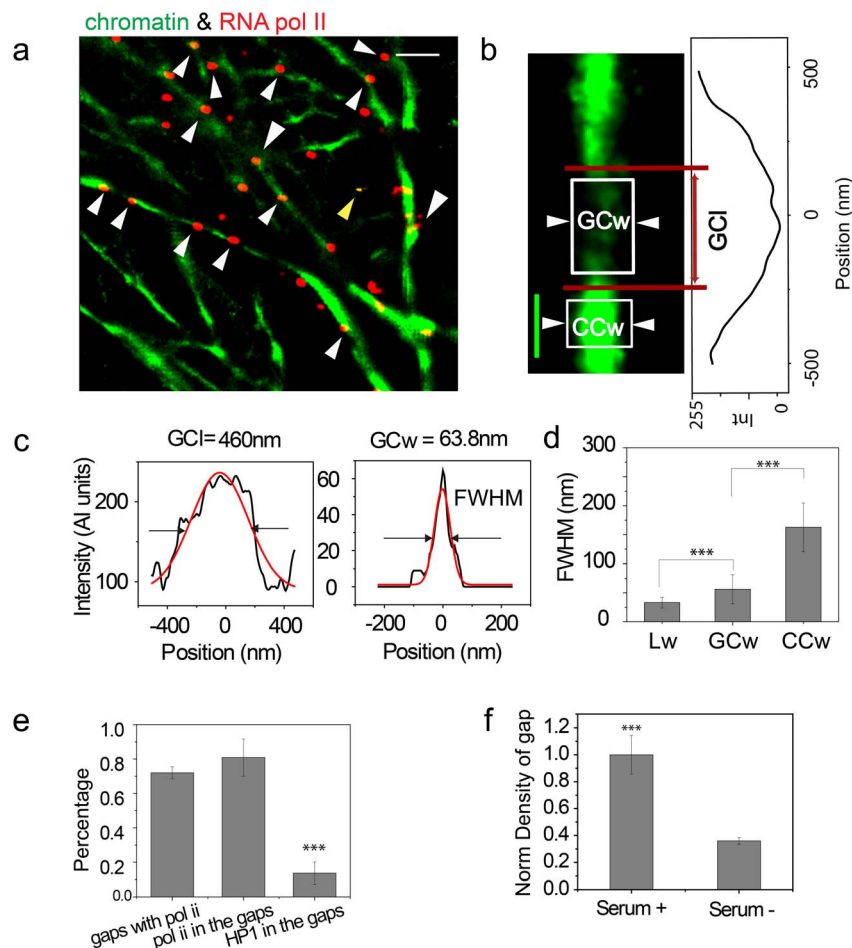 chromatin & RNA pol II
a
b
GCw
CCw
GCl
500
0
-500
Position (nm)
255
0
Int
c
GCl= 460nm
GCw = 63.8nm
FWHM
Intensity (AI units)
200
100
60
40
20
0
-400 0 400
-200 0 200
Position (nm)
Position (nm)
d
***
***
FWHM (nm)
300
200
100
0
Lw GCw CCw
e
Percentage
1.0
0.8
0.6
0.4
0.2
0.0
***
gaps with pol ii
pol ii in the gaps
HP1 in the gaps
f
Norm Density of gap
1.2
1.0
0.8
0.6
0.4
0.2
0
***
Serum + Serum -